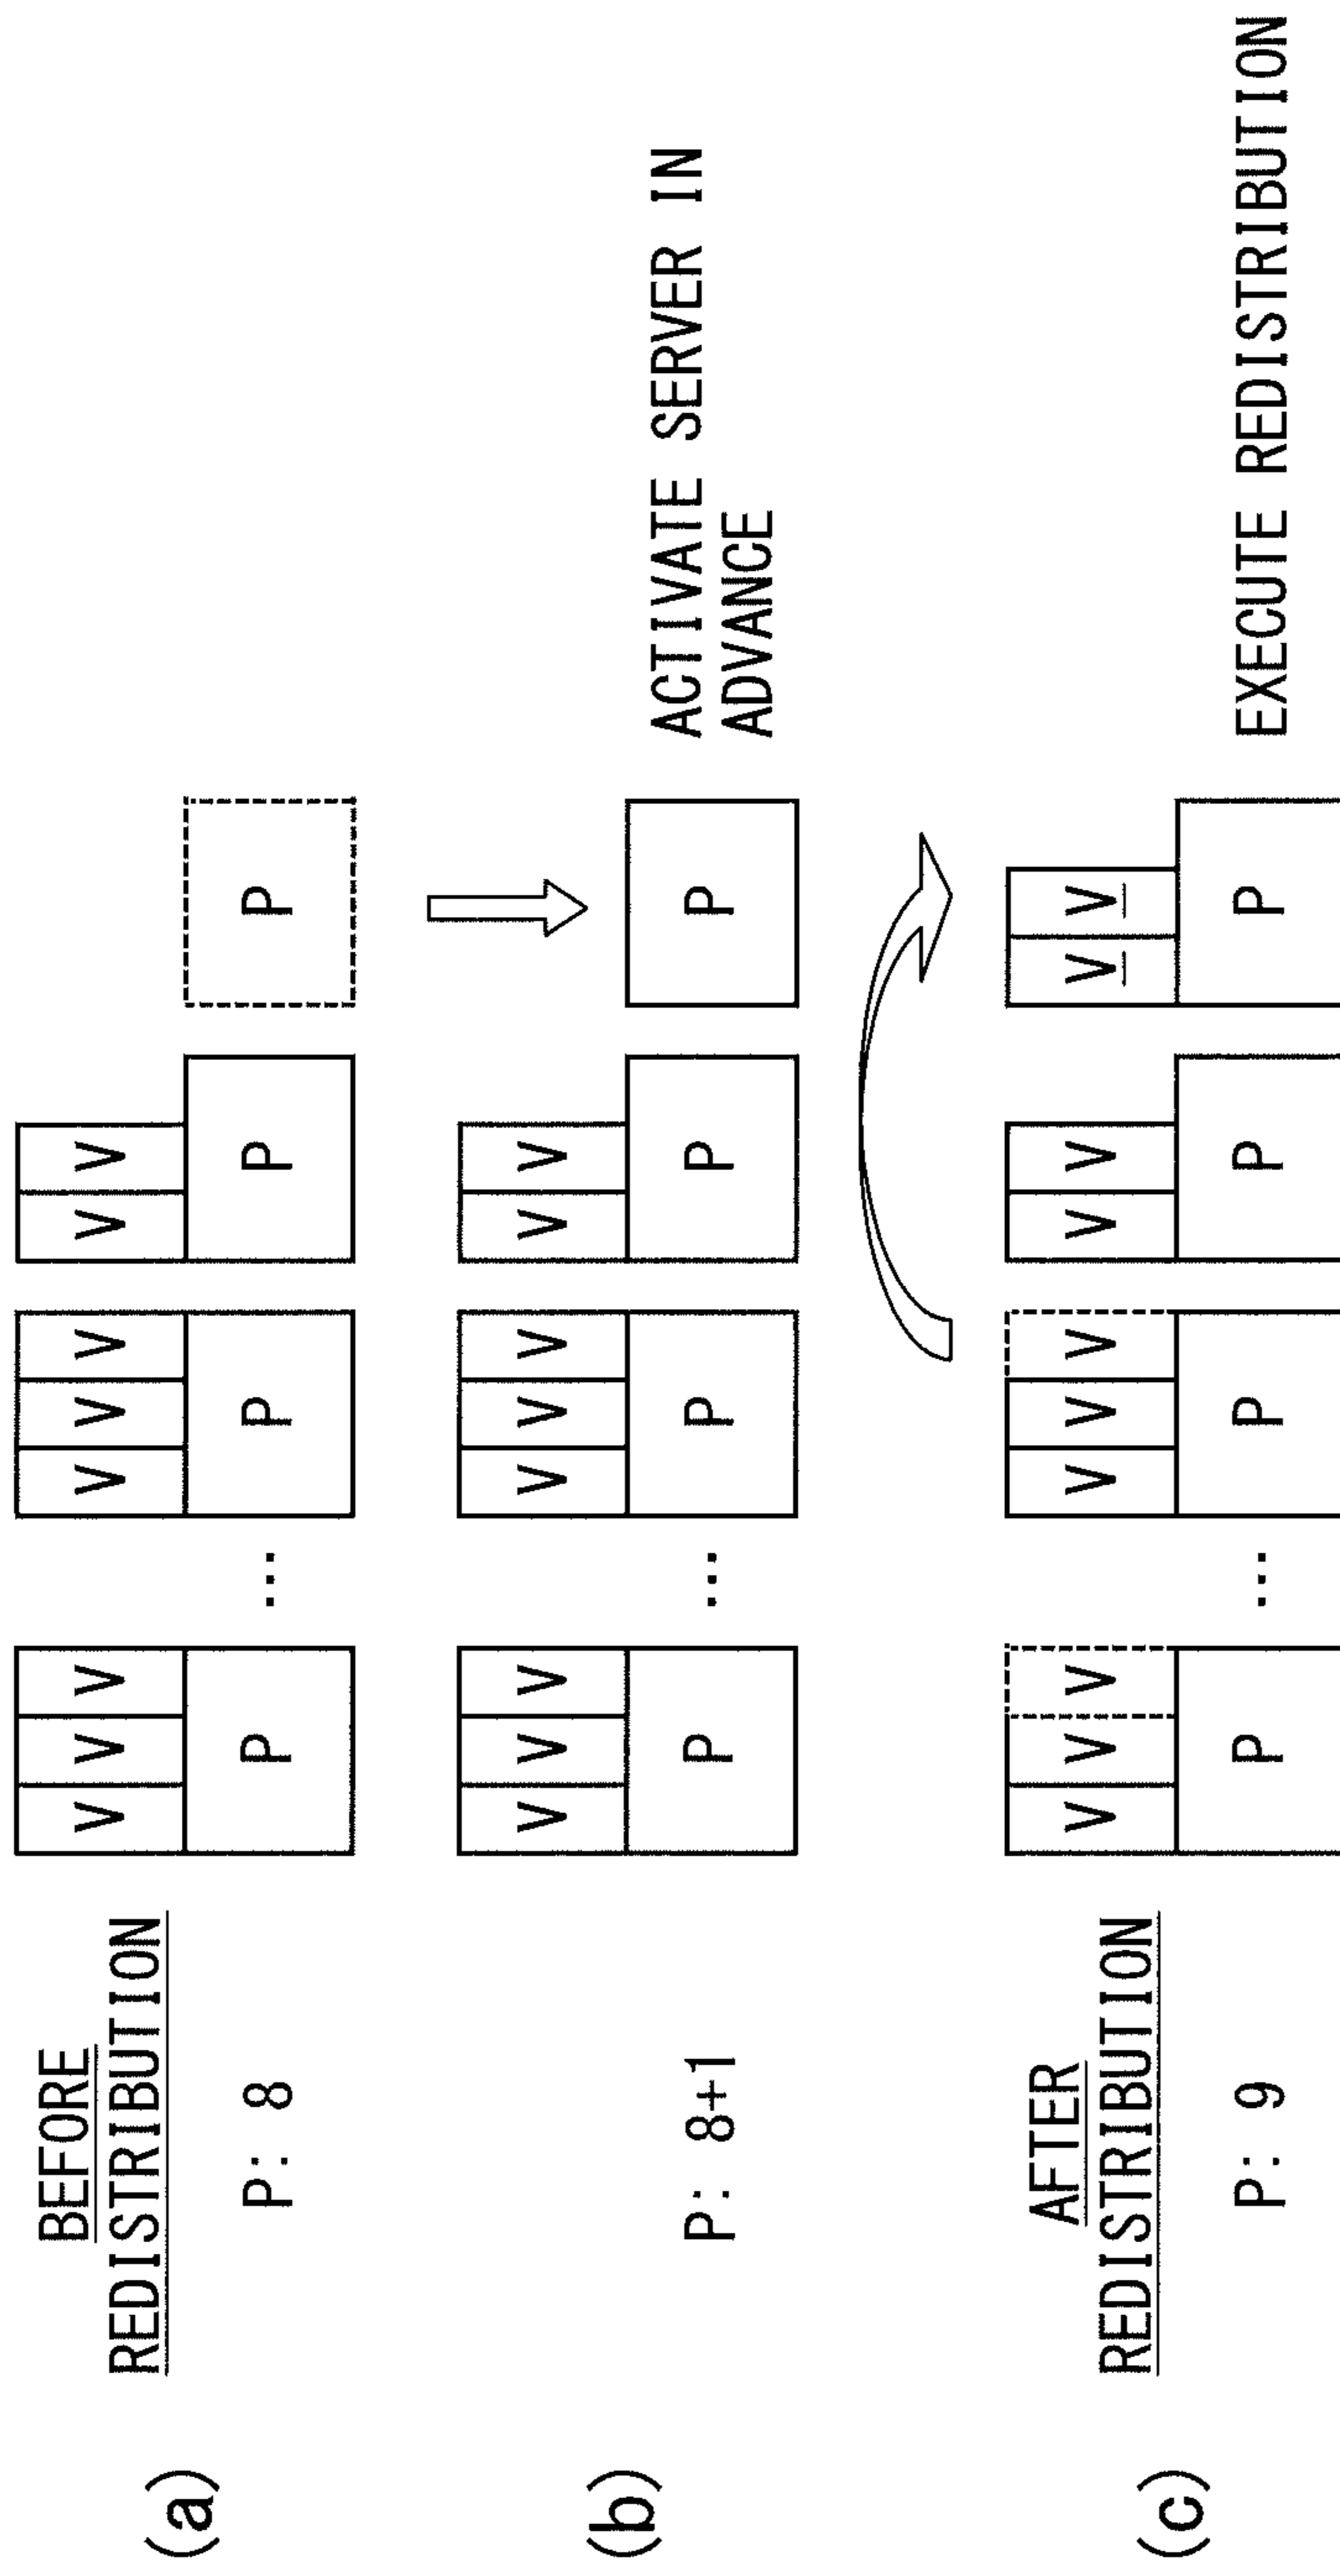 (a)
BEFORE
REDISTRIBUTION
P: 8
V V V
P
...
V V V
P
V V
P
P
(b)
P: 8+1
V V V
P
...
V V V
P
V V
P
P
ACTIVATE SERVER IN
ADVANCE
(c)
AFTER
REDISTRIBUTION
P: 9
V V V
P
...
V V V
P
V V
P
V V
P
EXECUTE REDISTRIBUTION